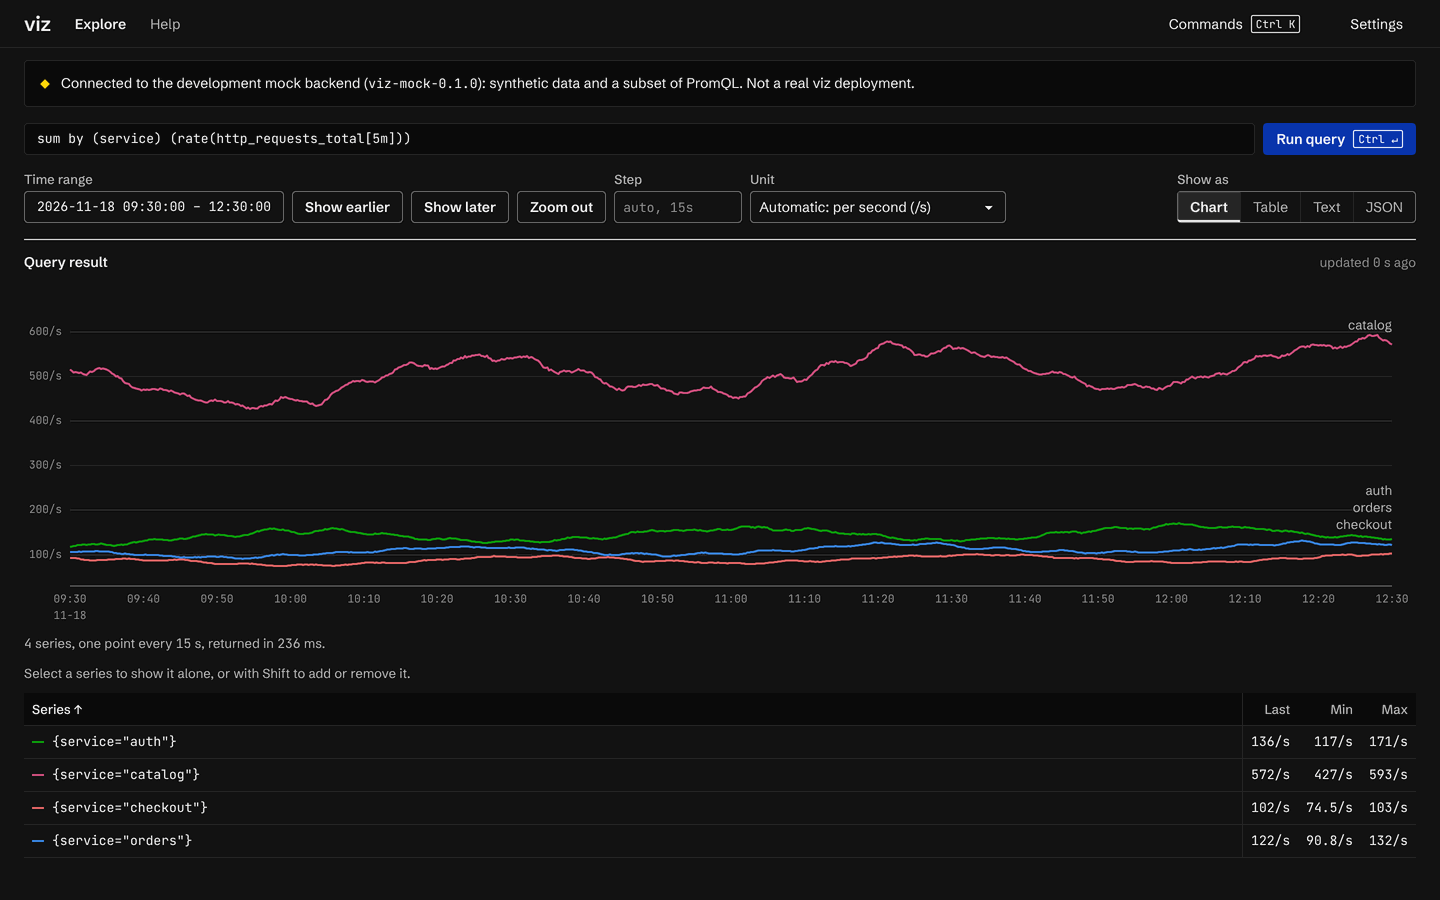 viz Explore Help Commands Ctrl K Settings
Connected to the development mock backend (viz-mock-0.1.0): synthetic data and a subset of PromQL. Not a real viz deployment.
sum by (service) (rate(http_requests_total[5m])) Run query Ctrl ↵
Time range Step Unit Show as
2026-11-18 09:30:00 – 12:30:00 Show earlier Show later Zoom out auto, 15s Automatic: per second (/s) Chart Table Text JSON
Query result updated 0 s ago
catalog
600/s
500/s
400/s
300/s
auth
200/s orders
checkout
100/s
09:30 09:40 09:50 10:00 10:10 10:20 10:30 10:40 10:50 11:00 11:10 11:20 11:30 11:40 11:50 12:00 12:10 12:20 12:30
11-18
4 series, one point every 15 s, returned in 236 ms.
Select a series to show it alone, or with Shift to add or remove it.
Series ↑ Last Min Max
{service="auth"} 136/s 117/s 171/s
{service="catalog"} 572/s 427/s 593/s
{service="checkout"} 102/s 74.5/s 103/s
{service="orders"} 122/s 90.8/s 132/s